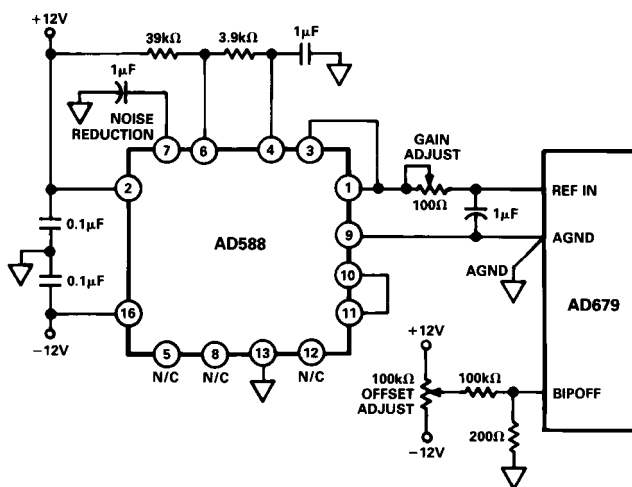 +12V
39kΩ
3.9kΩ
1μF
1μF
NOISE
REDUCTION
7
6
4
3
2
1
GAIN
ADJUST
100Ω
1μF
REF IN
0.1μF
AD588
9
AGND
AGND
0.1μF
10
11
AD679
16
−12V
5
8
13
12
N/C
N/C
N/C
+12V
100kΩ
OFFSET
ADJUST
100kΩ
BIPOFF
200Ω
−12V